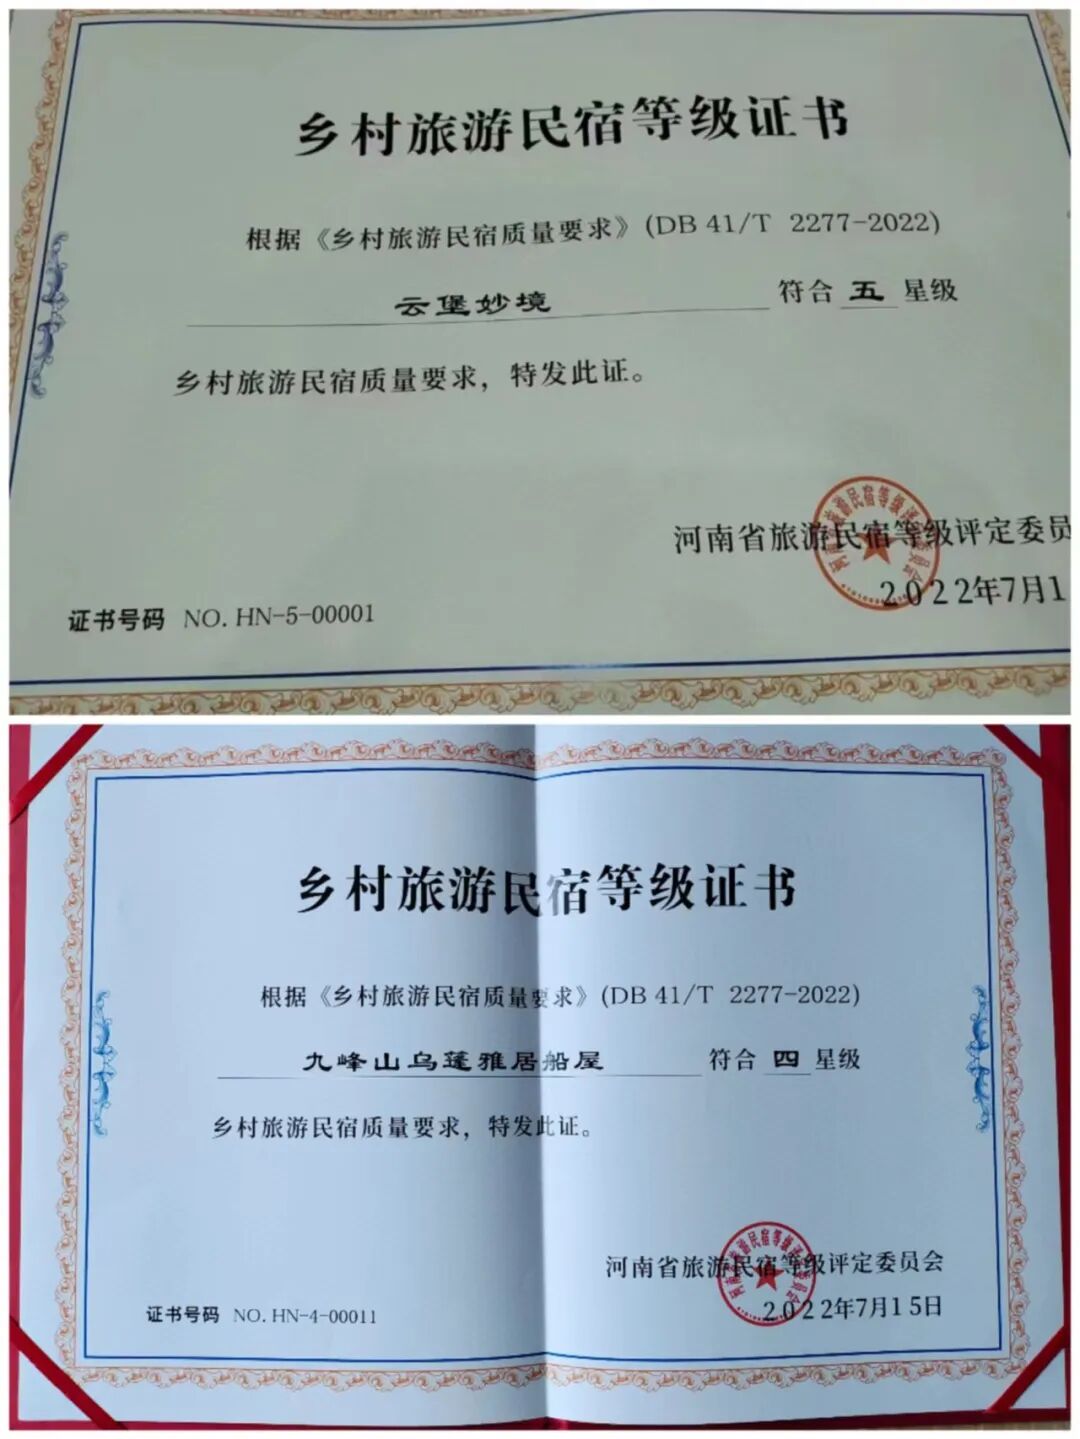 乡村旅游民宿等级证书
根据《乡村旅游民宿质量要求》(DB 41/T 2277-2022)
云堡妙境 符合 五 星级
乡村旅游民宿质量要求，特发此证。
河南省旅游民宿等级评定委员
2022年7月1
证书号码 NO. HN-5-00001
乡村旅游民宿等级证书
根据《乡村旅游民宿质量要求》(DB 41/T 2277-2022)
九峰山乌莲雅居船屋 符合 四 星级
乡村旅游民宿质量要求，特发此证。
河南省旅游民宿等级评定委员会
2022年7月15日
证书号码 NO. HN-4-00011